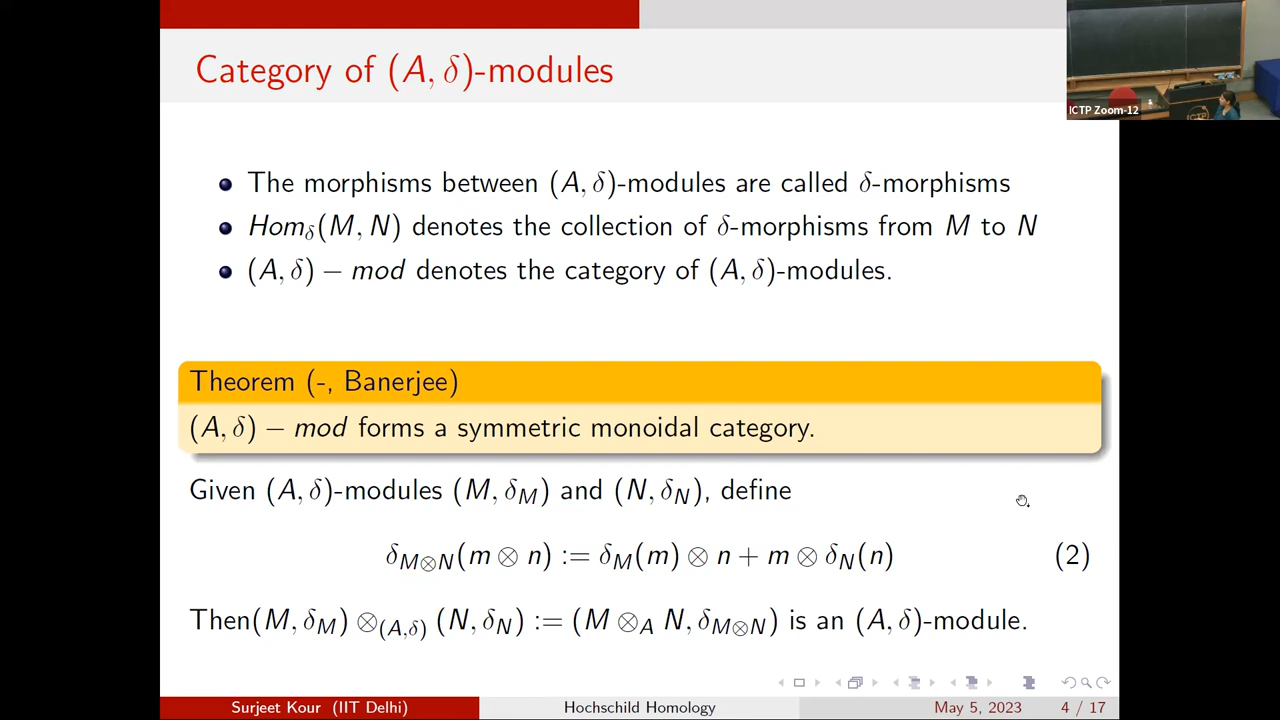 Category of (A, δ)-modules
ICTP Zoom-12
The morphisms between (A, δ)-modules are called δ-morphisms
Hom_δ(M, N) denotes the collection of δ-morphisms from M to N
(A, δ) − mod denotes the category of (A, δ)-modules.
Theorem (-, Banerjee)
(A, δ) − mod forms a symmetric monoidal category.
Given (A, δ)-modules (M, δ_M) and (N, δ_N), define
δ_{M⊗N}(m ⊗ n) := δ_M(m) ⊗ n + m ⊗ δ_N(n) (2)
Then(M, δ_M) ⊗_{(A,δ)} (N, δ_N) := (M ⊗_A N, δ_{M⊗N}) is an (A, δ)-module.
Surjeet Kour (IIT Delhi) Hochschild Homology May 5, 2023 4 / 17